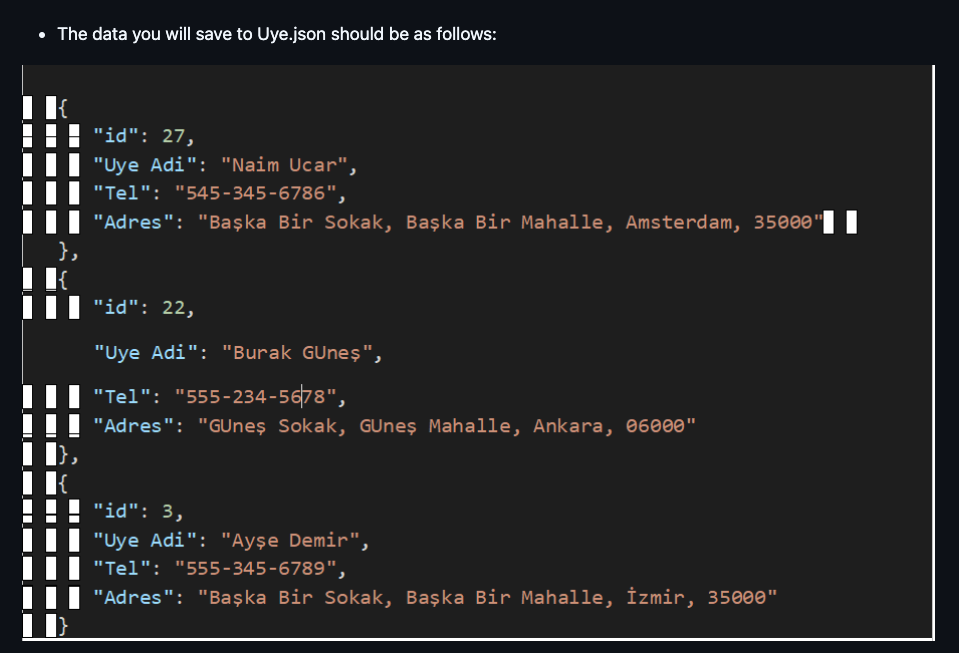 • The data you will save to Uye.json should be as follows:
{
"id": 27,
"Uye Adi": "Naim Ucar",
"Tel": "545-345-6786",
"Adres": "Başka Bir Sokak, Başka Bir Mahalle, Amsterdam, 35000"
},
{
"id": 22,
"Uye Adi": "Burak GUneş",
"Tel": "555-234-5678",
"Adres": "GUneş Sokak, GUneş Mahalle, Ankara, 06000"
},
{
"id": 3,
"Uye Adi": "Ayşe Demir",
"Tel": "555-345-6789",
"Adres": "Başka Bir Sokak, Başka Bir Mahalle, İzmir, 35000"
}